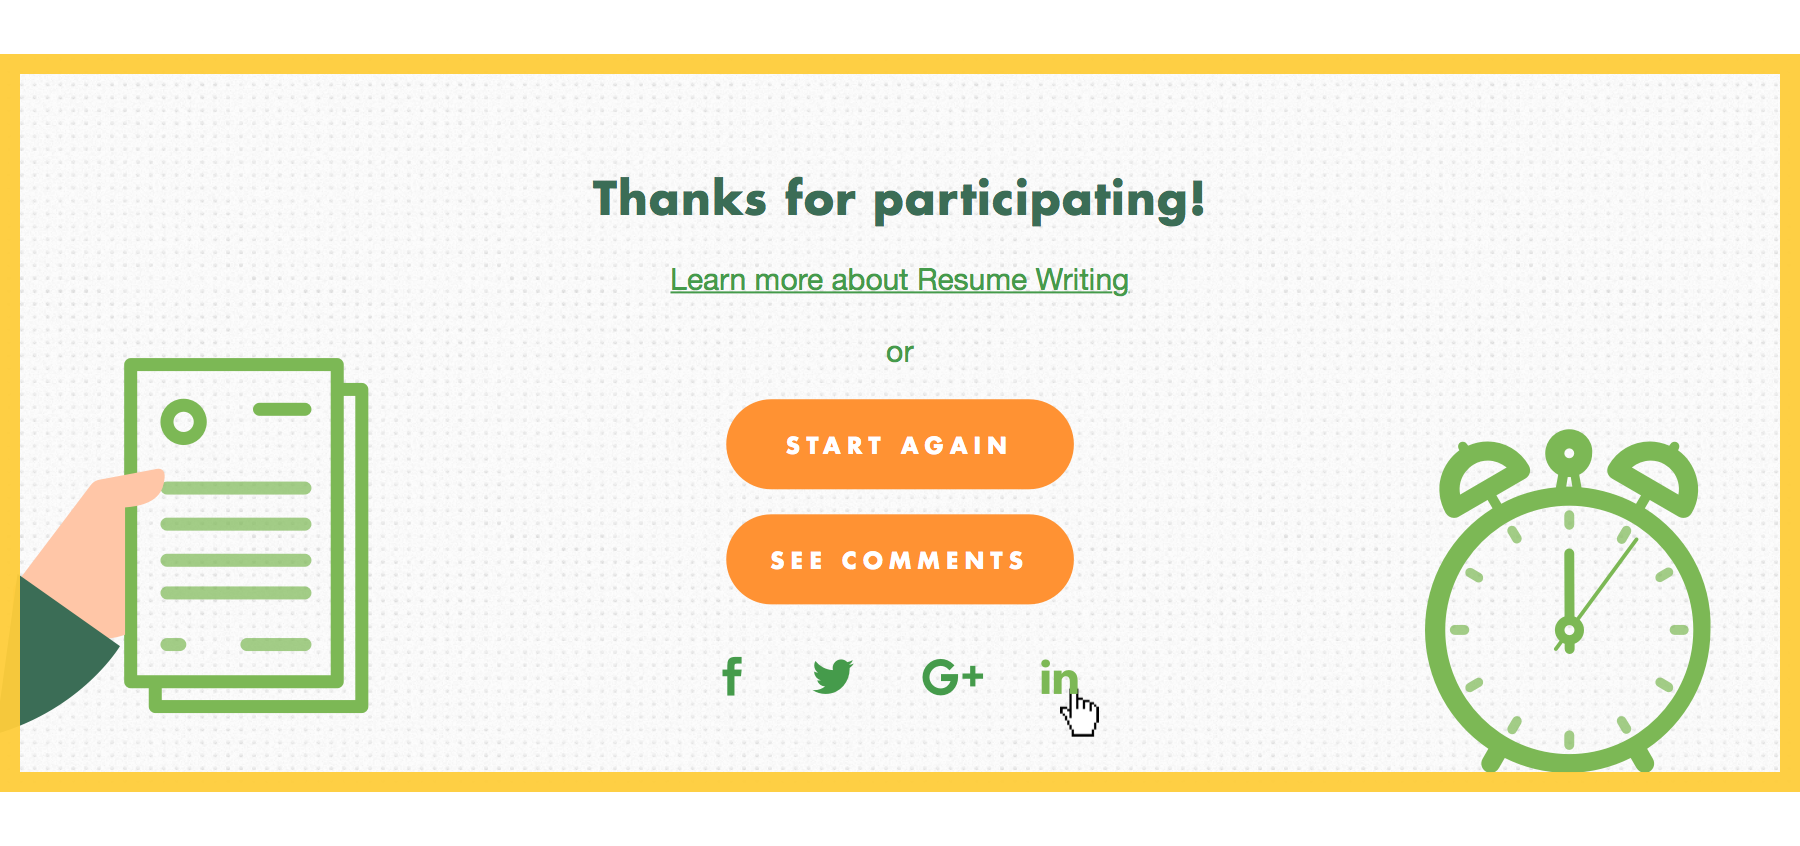 Thanks for participating!
Learn more about Resume Writing
or
START AGAIN
SEE COMMENTS
f
G+
in